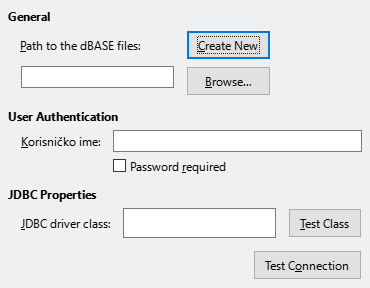 General
Path to the dBASE files:
Create New
Browse...
User Authentication
Korisničko ime:
Password required
JDBC Properties
JDBC driver class:
Test Class
Test Connection